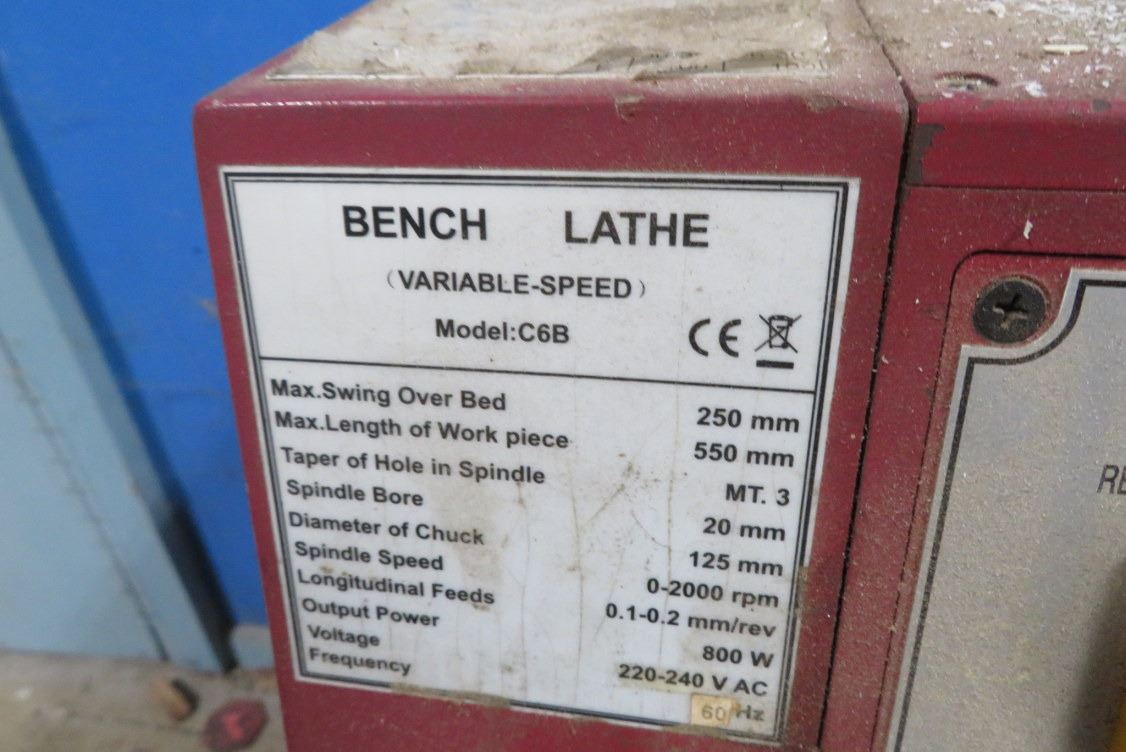 BENCH LATHE
（VARIABLE-SPEED）
Model:C6B
CE
Max.Swing Over Bed 250 mm
Max.Length of Work piece 550 mm
Taper of Hole in Spindle MT. 3
Spindle Bore 20 mm
Diameter of Chuck 125 mm
Spindle Speed 0-2000 rpm
Longitudinal Feeds 0.1-0.2 mm/rev
Output Power 800 W
Voltage 220-240 V AC
Frequency 60 Hz